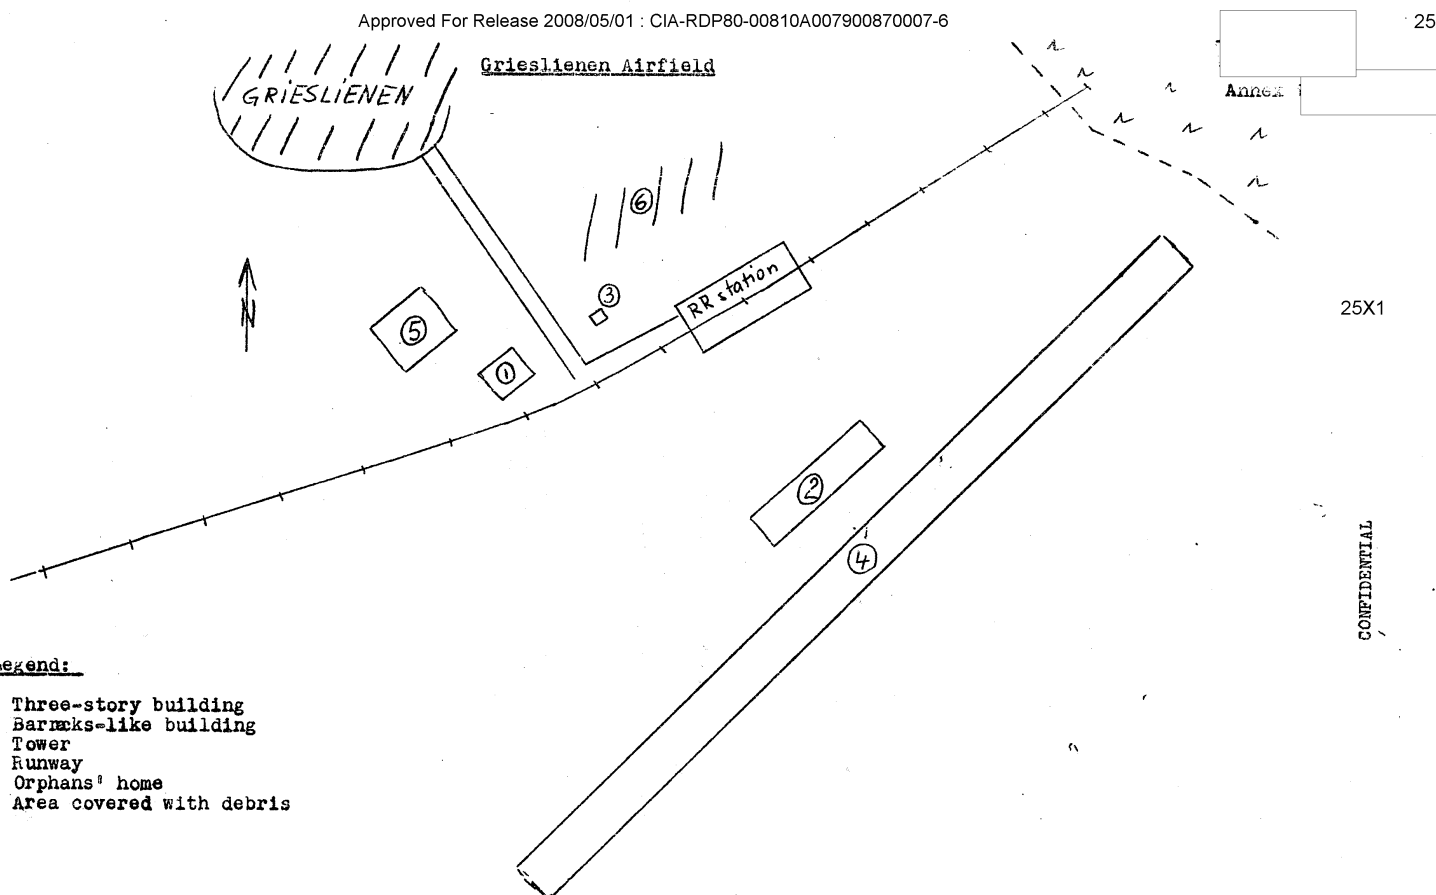 Approved For Release 2008/05/01 : CIA-RDP80-00810A007900870007-6
25
Grieslienen Airfield
GRIESLIENEN
Annex
6
N
3
RR station
25X1
5
1
2
4
CONFIDENTIAL
Legend:
Three-story building
Barracks-like building
Tower
Runway
Orphans' home
Area covered with debris